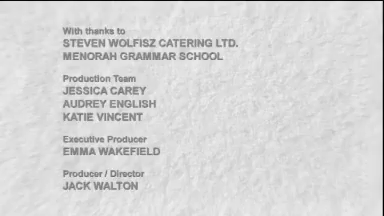 With thanks to
STEVEN WOLFISZ CATERING LTD.
MENORAH GRAMMAR SCHOOL
Production Team
JESSICA CAREY
AUDREY ENGLISH
KATIE VINCENT
Executive Producer
EMMA WAKEFIELD
Producer / Director
JACK WALTON